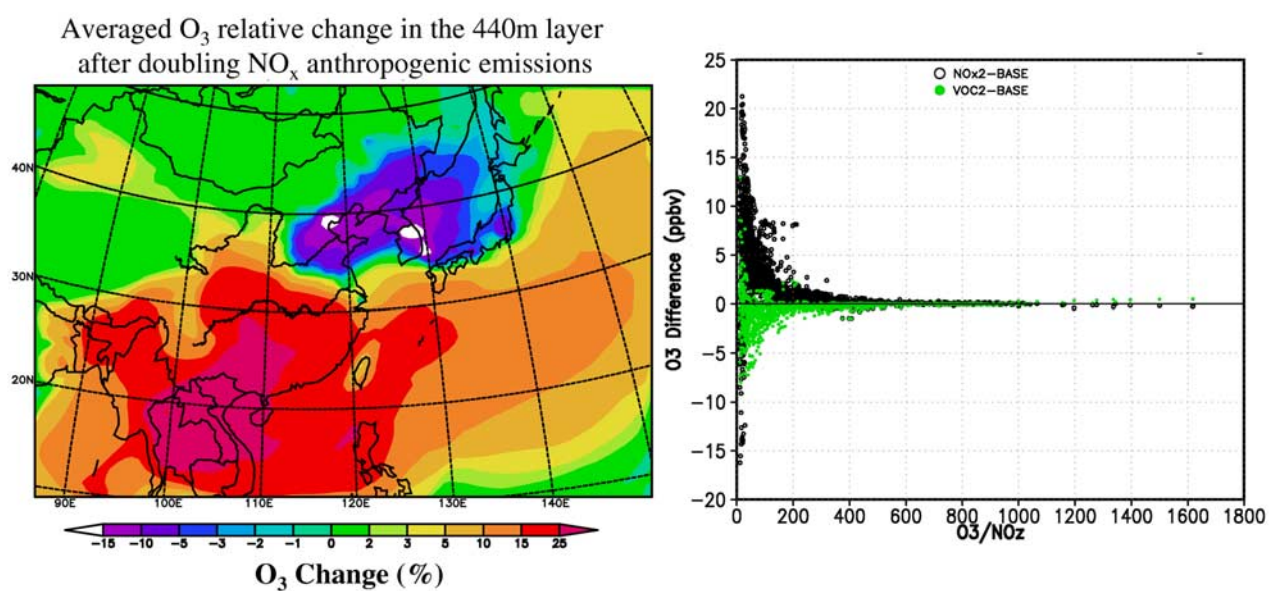 Averaged O₃ relative change in the 440m layer
after doubling NOₓ anthropogenic emissions
40N
30N
20N
90E 100E 110E 120E 130E 140E
-15 -10 -5 -3 -2 -1 0 2 3 5 10 15 25
O₃ Change (%)
NOx2-BASE
VOC2-BASE
O3 Difference (ppbv)
25
20
15
10
5
0
-5
-10
-15
-20
0 200 400 600 800 1000 1200 1400 1600 1800
O3/NOz